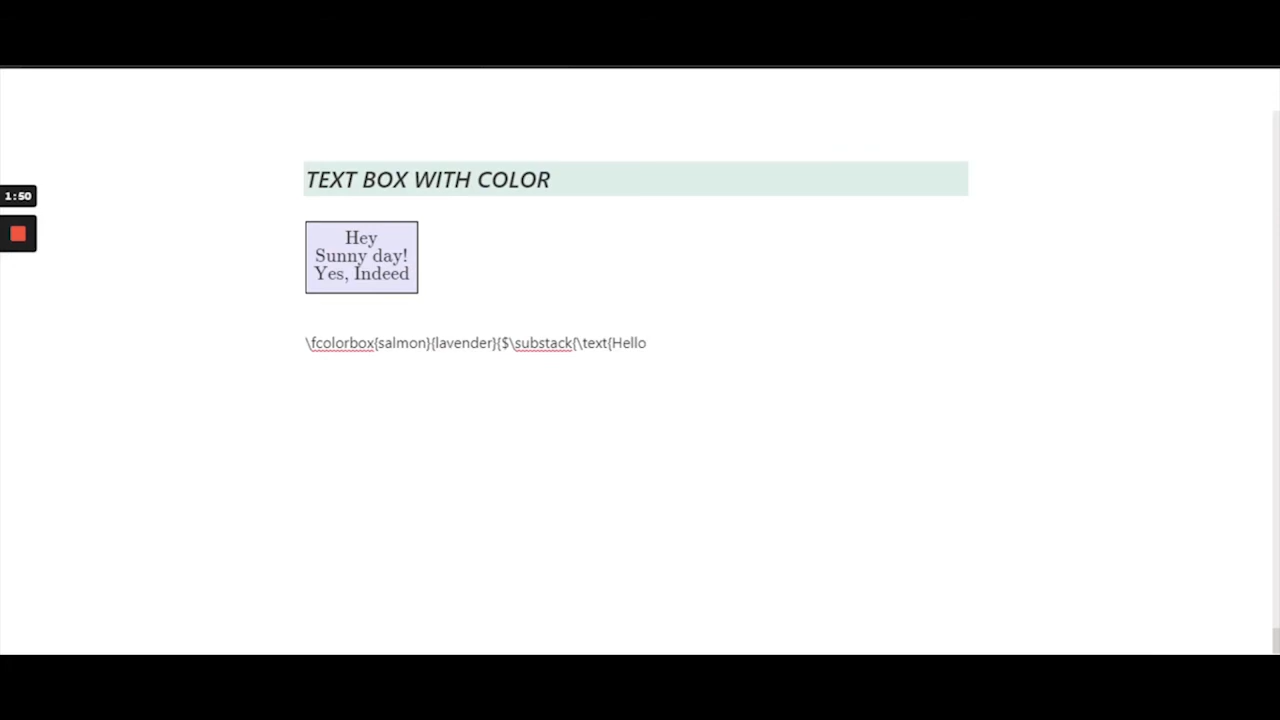 TEXT BOX WITH COLOR
1:50
Hey
Sunny day!
Yes, Indeed
\fcolorbox{salmon}{lavender}{$\substack{\text{Hello